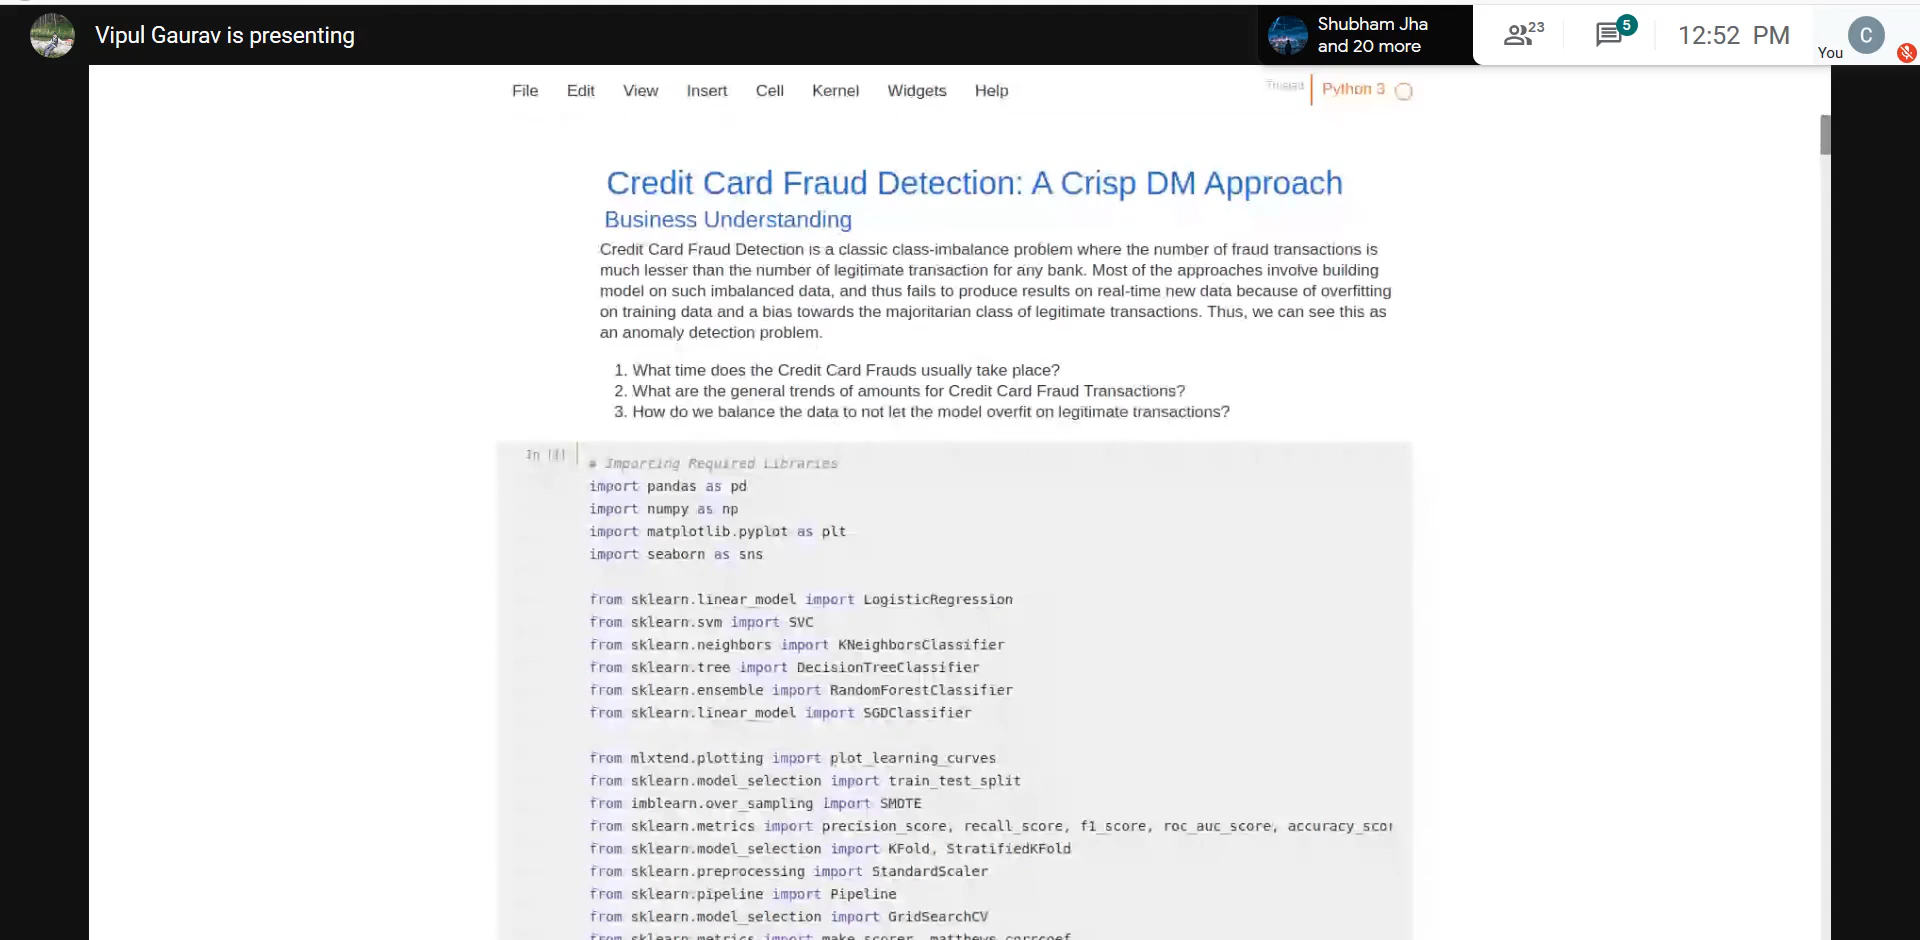 Vipul Gaurav is presenting
Shubham Jha
and 20 more
23
5
12:52 PM
You
C
File Edit View Insert Cell Kernel Widgets Help
Trusted
Python 3
Credit Card Fraud Detection: A Crisp DM Approach
Business Understanding
Credit Card Fraud Detection is a classic class-imbalance problem where the number of fraud transactions is
much lesser than the number of legitimate transaction for any bank. Most of the approaches involve building
model on such imbalanced data, and thus fails to produce results on real-time new data because of overfitting
on training data and a bias towards the majoritarian class of legitimate transactions. Thus, we can see this as
an anomaly detection problem.
1. What time does the Credit Card Frauds usually take place?
2. What are the general trends of amounts for Credit Card Fraud Transactions?
3. How do we balance the data to not let the model overfit on legitimate transactions?
In
# Importing Required Libraries
import pandas as pd
import numpy as np
import matplotlib.pyplot as plt
import seaborn as sns
from sklearn.linear_model import LogisticRegression
from sklearn.svm import SVC
from sklearn.neighbors import KNeighborsClassifier
from sklearn.tree import DecisionTreeClassifier
from sklearn.ensemble import RandomForestClassifier
from sklearn.linear_model import SGDClassifier
from mlxtend.plotting import plot_learning_curves
from sklearn.model_selection import train_test_split
from imblearn.over_sampling import SMOTE
from sklearn.metrics import precision_score, recall_score, f1_score, roc_auc_score, accuracy_scor
from sklearn.model_selection import KFold, StratifiedKFold
from sklearn.preprocessing import StandardScaler
from sklearn.pipeline import Pipeline
from sklearn.model_selection import GridSearchCV
from sklearn.metrics import make_scorer, matthews_corrcoef